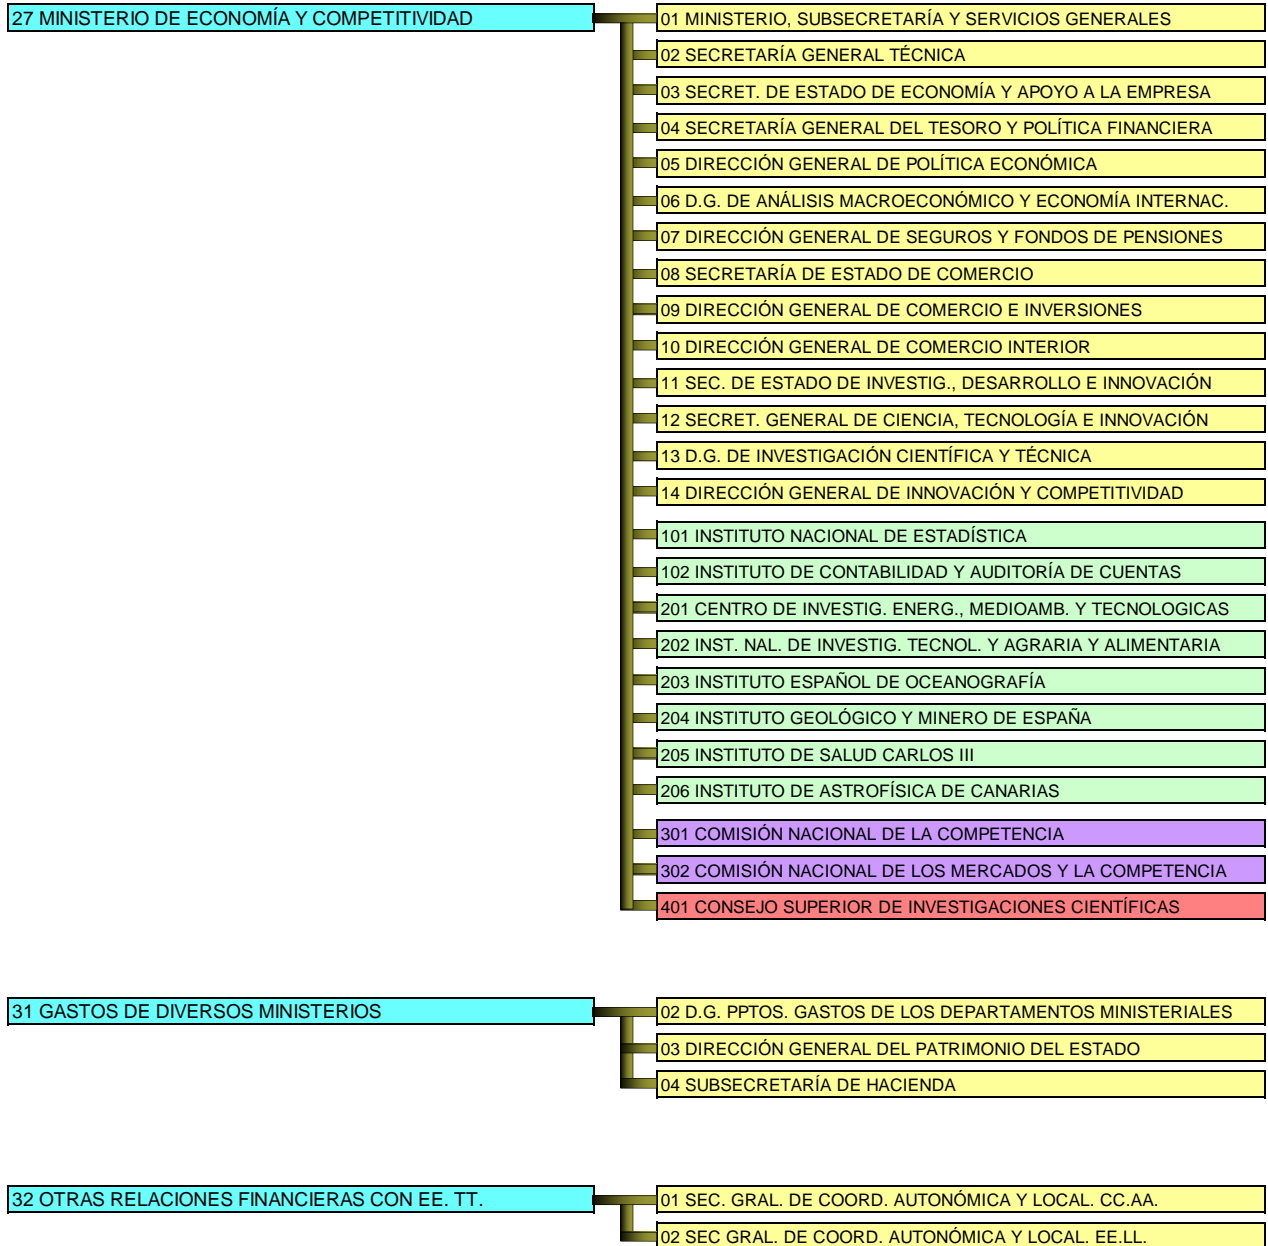 27 MINISTERIO DE ECONOMÍA Y COMPETITIVIDAD
01 MINISTERIO, SUBSECRETARÍA Y SERVICIOS GENERALES
02 SECRETARÍA GENERAL TÉCNICA
03 SECRET. DE ESTADO DE ECONOMÍA Y APOYO A LA EMPRESA
04 SECRETARÍA GENERAL DEL TESORO Y POLÍTICA FINANCIERA
05 DIRECCIÓN GENERAL DE POLÍTICA ECONÓMICA
06 D.G. DE ANÁLISIS MACROECONÓMICO Y ECONOMÍA INTERNAC.
07 DIRECCIÓN GENERAL DE SEGUROS Y FONDOS DE PENSIONES
08 SECRETARÍA DE ESTADO DE COMERCIO
09 DIRECCIÓN GENERAL DE COMERCIO E INVERSIONES
10 DIRECCIÓN GENERAL DE COMERCIO INTERIOR
11 SEC. DE ESTADO DE INVESTIG., DESARROLLO E INNOVACIÓN
12 SECRET. GENERAL DE CIENCIA, TECNOLOGÍA E INNOVACIÓN
13 D.G. DE INVESTIGACIÓN CIENTÍFICA Y TÉCNICA
14 DIRECCIÓN GENERAL DE INNOVACIÓN Y COMPETITIVIDAD
101 INSTITUTO NACIONAL DE ESTADÍSTICA
102 INSTITUTO DE CONTABILIDAD Y AUDITORÍA DE CUENTAS
201 CENTRO DE INVESTIG. ENERG., MEDIOAMB. Y TECNOLOGICAS
202 INST. NAL. DE INVESTIG. TECNOL. Y AGRARIA Y ALIMENTARIA
203 INSTITUTO ESPAÑOL DE OCEANOGRAFÍA
204 INSTITUTO GEOLÓGICO Y MINERO DE ESPAÑA
205 INSTITUTO DE SALUD CARLOS III
206 INSTITUTO DE ASTROFÍSICA DE CANARIAS
301 COMISIÓN NACIONAL DE LA COMPETENCIA
302 COMISIÓN NACIONAL DE LOS MERCADOS Y LA COMPETENCIA
401 CONSEJO SUPERIOR DE INVESTIGACIONES CIENTÍFICAS
31 GASTOS DE DIVERSOS MINISTERIOS
02 D.G. PPTOS. GASTOS DE LOS DEPARTAMENTOS MINISTERIALES
03 DIRECCIÓN GENERAL DEL PATRIMONIO DEL ESTADO
04 SUBSECRETARÍA DE HACIENDA
32 OTRAS RELACIONES FINANCIERAS CON EE. TT.
01 SEC. GRAL. DE COORD. AUTONÓMICA Y LOCAL. CC.AA.
02 SEC GRAL. DE COORD. AUTONÓMICA Y LOCAL. EE.LL.